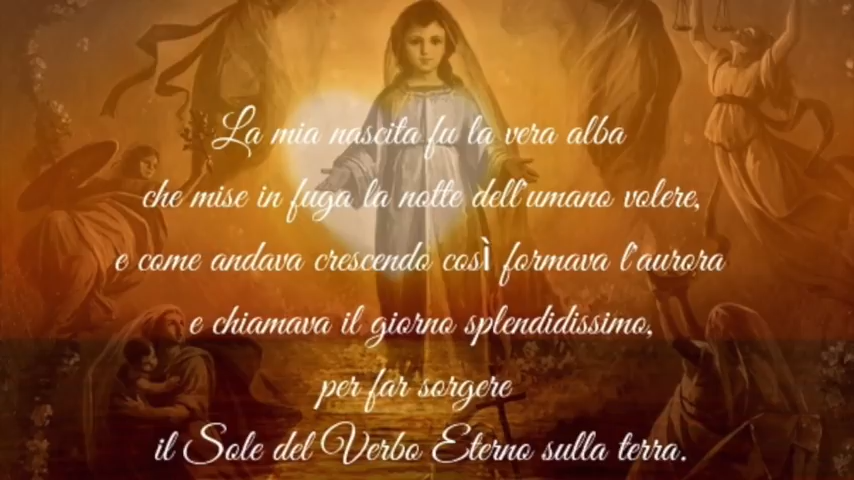 La mia nascita fu la vera alba
che mise in fuga la notte dell'umano volere,
e come andava crescendo così formava l'aurora
e chiamava il giorno splendidissimo,
per far sorgere
il Sole del Verbo Eterno sulla terra.